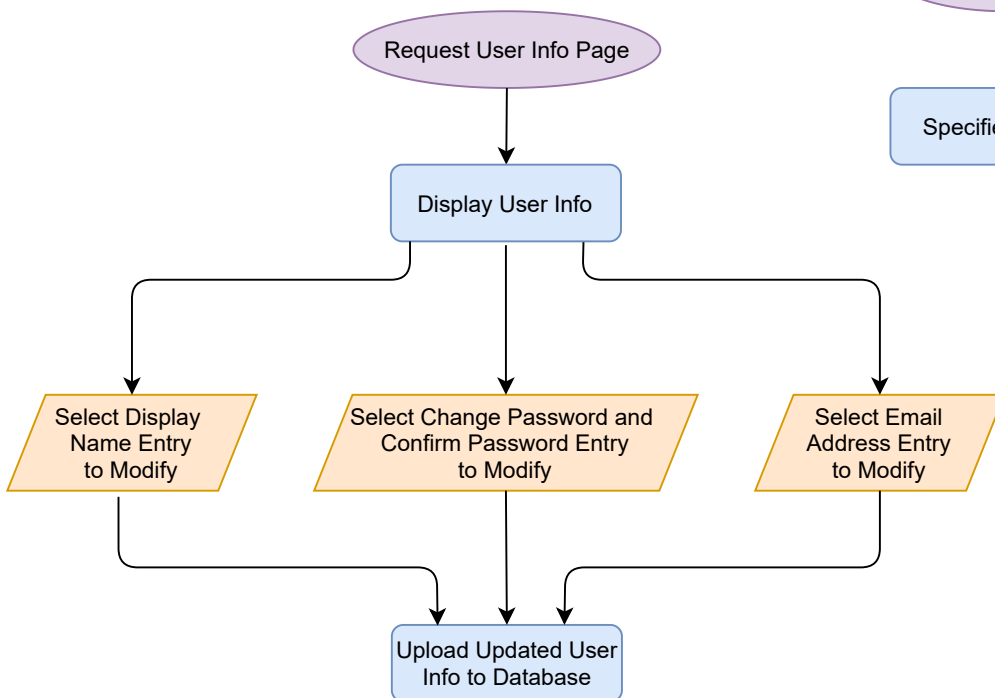 Request User Info Page
Display User Info
Select Display
Name Entry
to Modify
Select Change Password and
Confirm Password Entry
to Modify
Select Email
Address Entry
to Modify
Upload Updated User
Info to Database